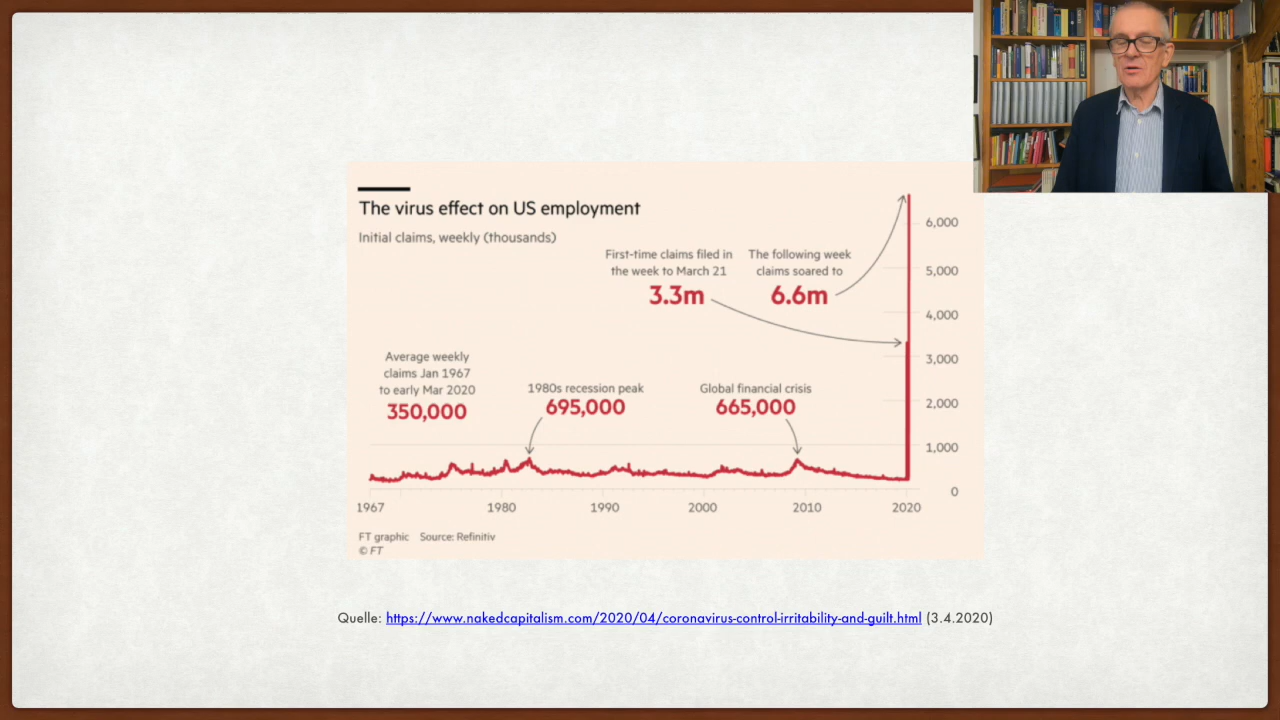 The virus effect on US employment
Initial claims, weekly (thousands)
First-time claims filed in
the week to March 21
3.3m
The following week
claims soared to
6.6m
Average weekly
claims Jan 1967
to early Mar 2020
350,000
1980s recession peak
695,000
Global financial crisis
665,000
6,000
5,000
4,000
3,000
2,000
1,000
0
1967
1980
1990
2000
2010
2020
FT graphic Source: Refinitiv
© FT
Quelle: https://www.nakedcapitalism.com/2020/04/coronavirus-control-irritability-and-guilt.html (3.4.2020)